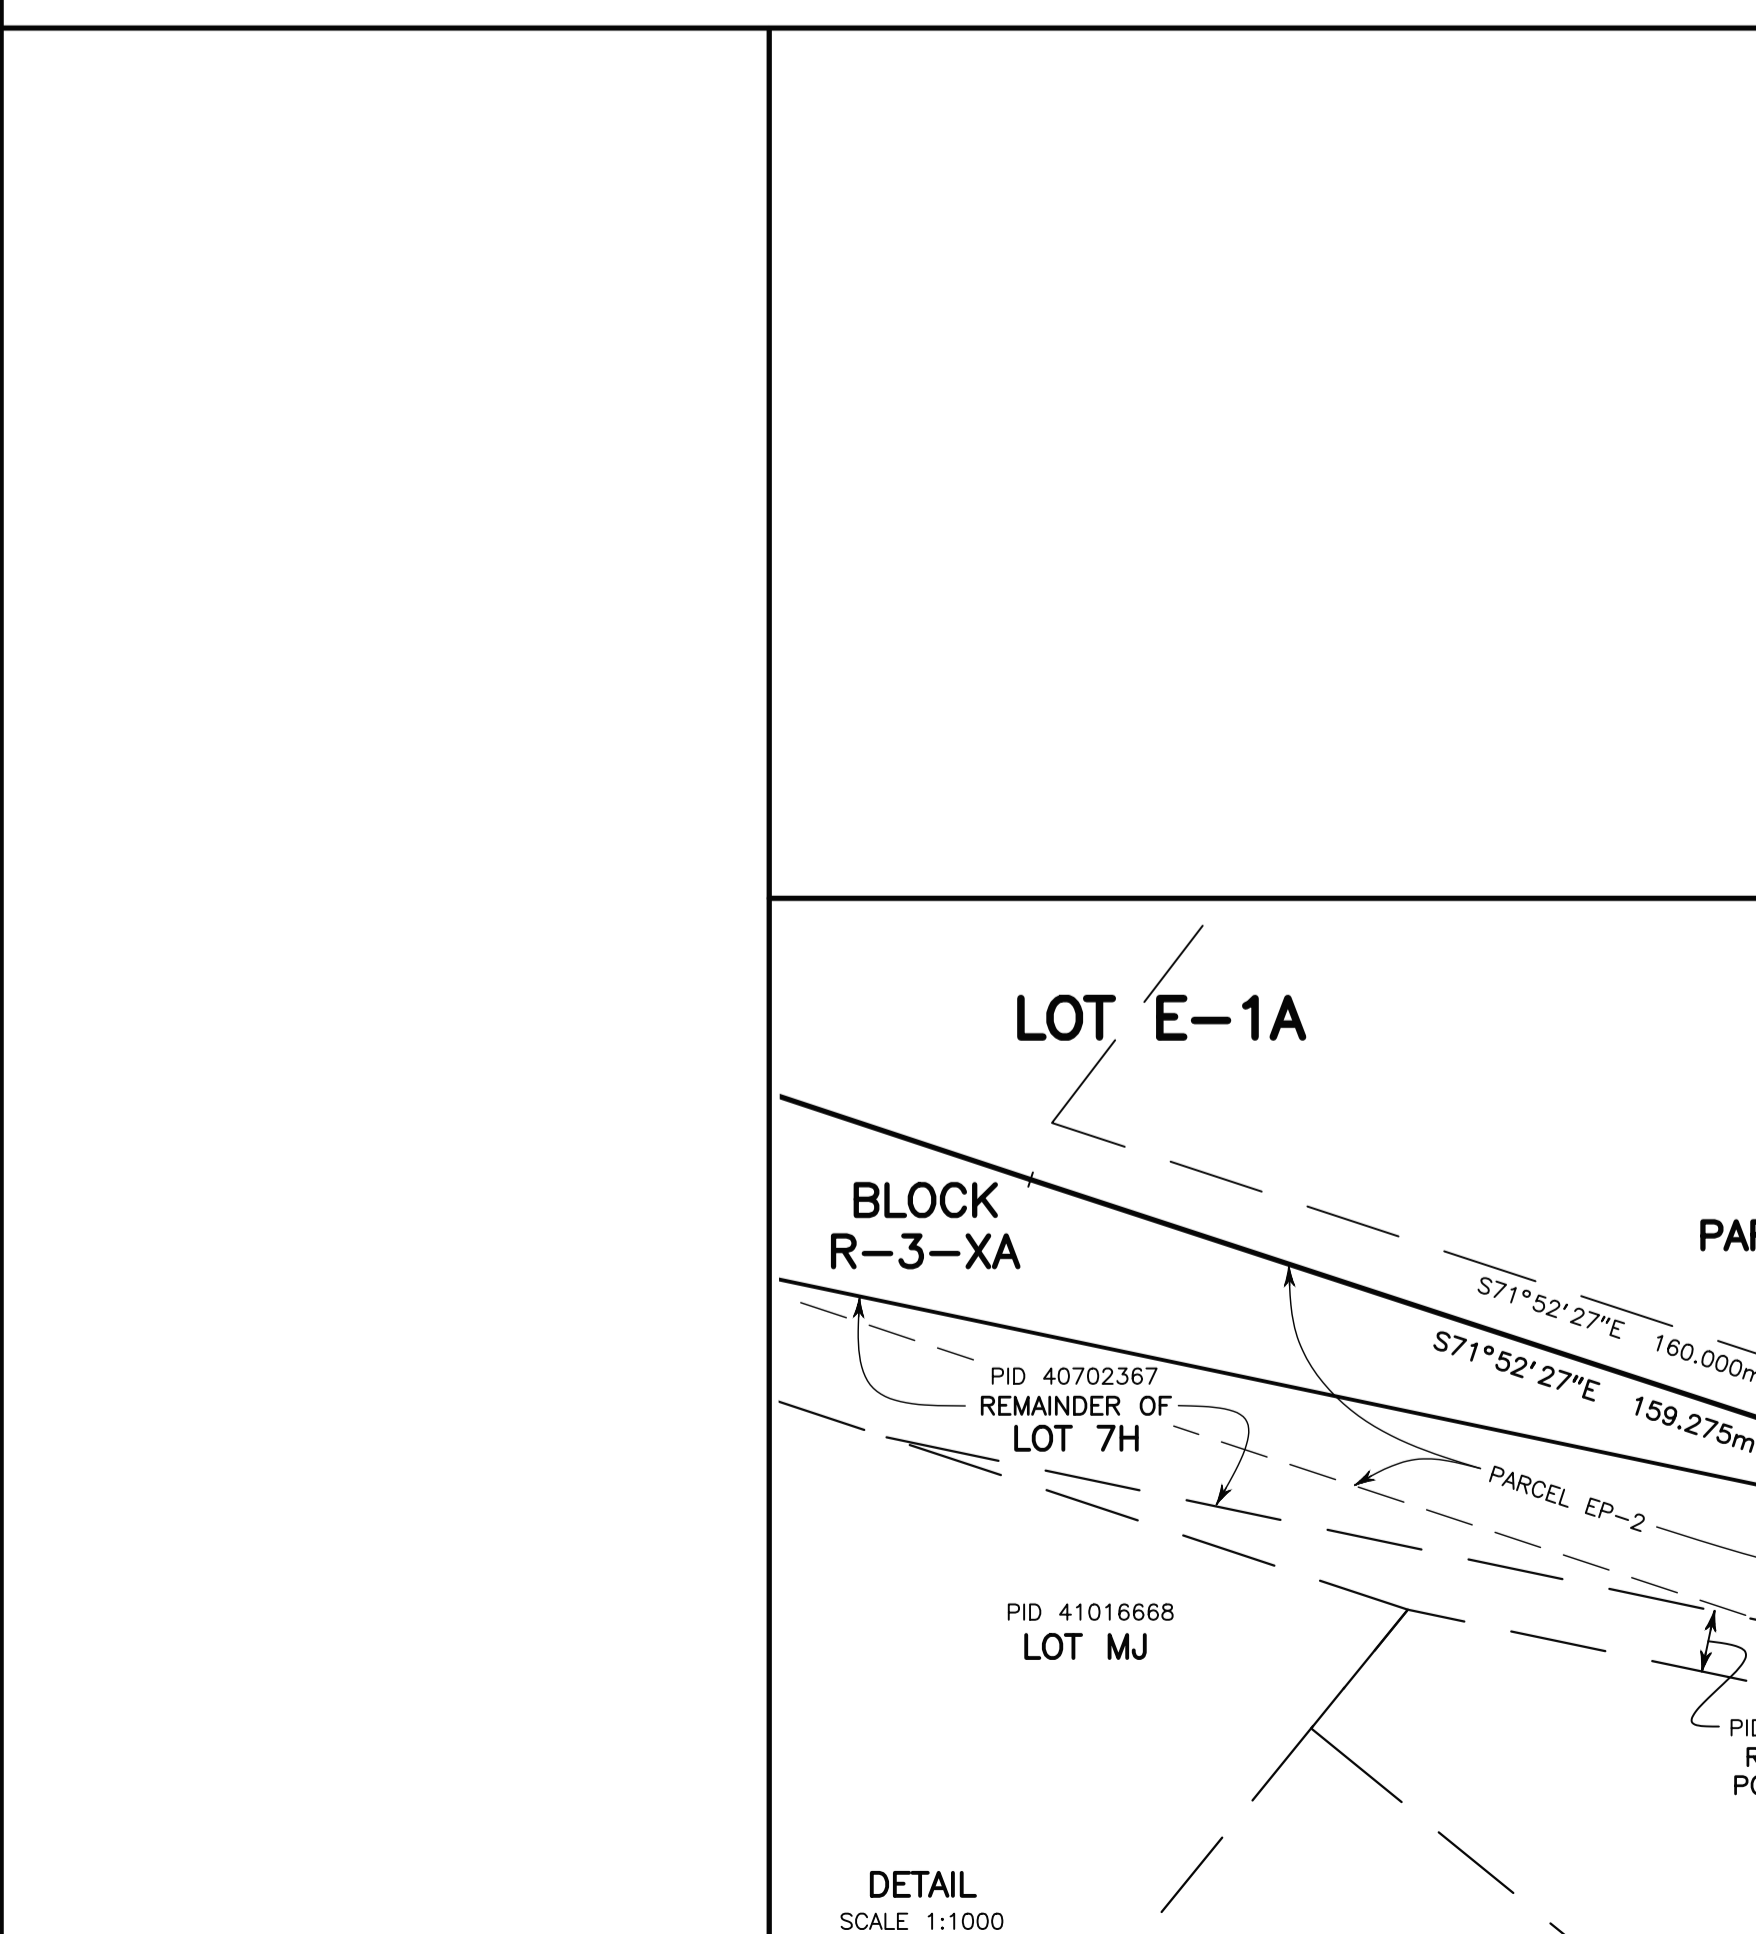 LOT E-1A
BLOCK
R-3-XA
S71°52'27"E 160.000m
S71°52'27"E 159.275m
PID 40702367
REMAINDER OF
LOT 7H
PARCEL EP-2
PID 41016668
LOT MJ
DETAIL
SCALE 1:1000